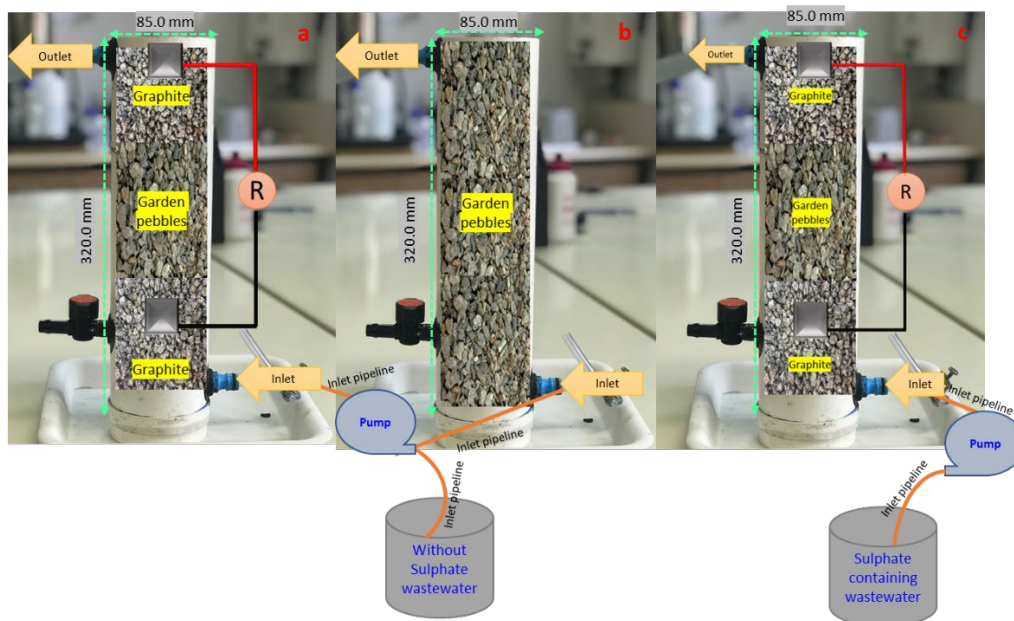 85.0 mm
a
Outlet
Graphite
Garden
pebbles
R
320.0 mm
Graphite
Inlet
Inlet pipeline
Pump
b
85.0 mm
Outlet
Garden
pebbles
320.0 mm
Inlet
Inlet pipeline
Inlet pipeline
Without
Sulphate
wastewater
85.0 mm
c
Outlet
Graphite
Garden
pebbles
R
320.0 mm
Graphite
Inlet
Inlet pipeline
Pump
Inlet pipeline
Sulphate
containing
wastewater